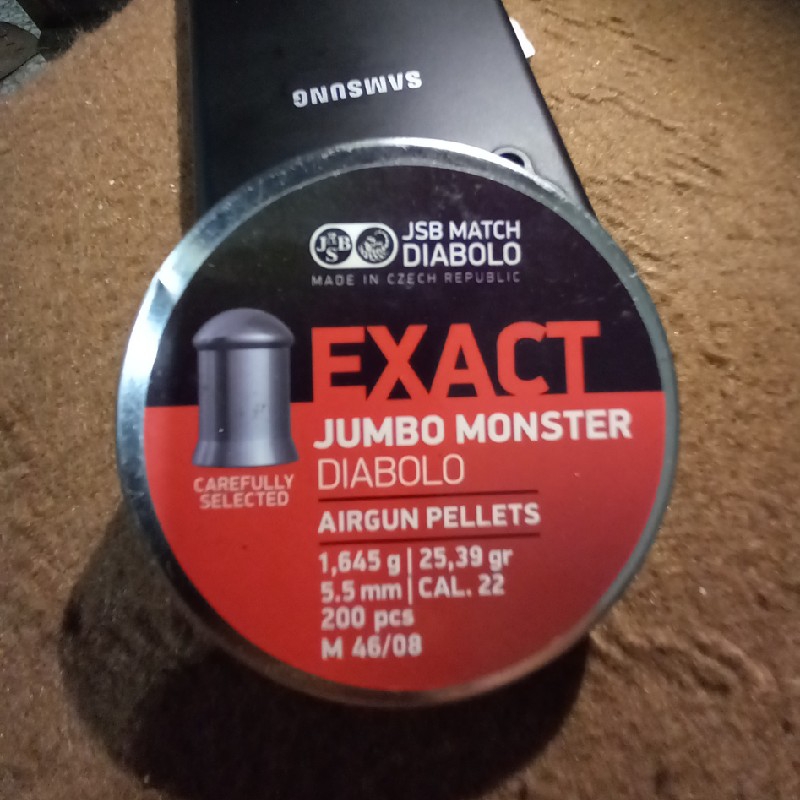 SAMSUNG
JSB
JSB MATCH
DIABOLO
MADE IN CZECH REPUBLIC
EXACT
JUMBO MONSTER
DIABOLO
CAREFULLY
SELECTED
AIRGUN PELLETS
1,645 g | 25,39 gr
5.5 mm | CAL. 22
200 pcs
M 46/08